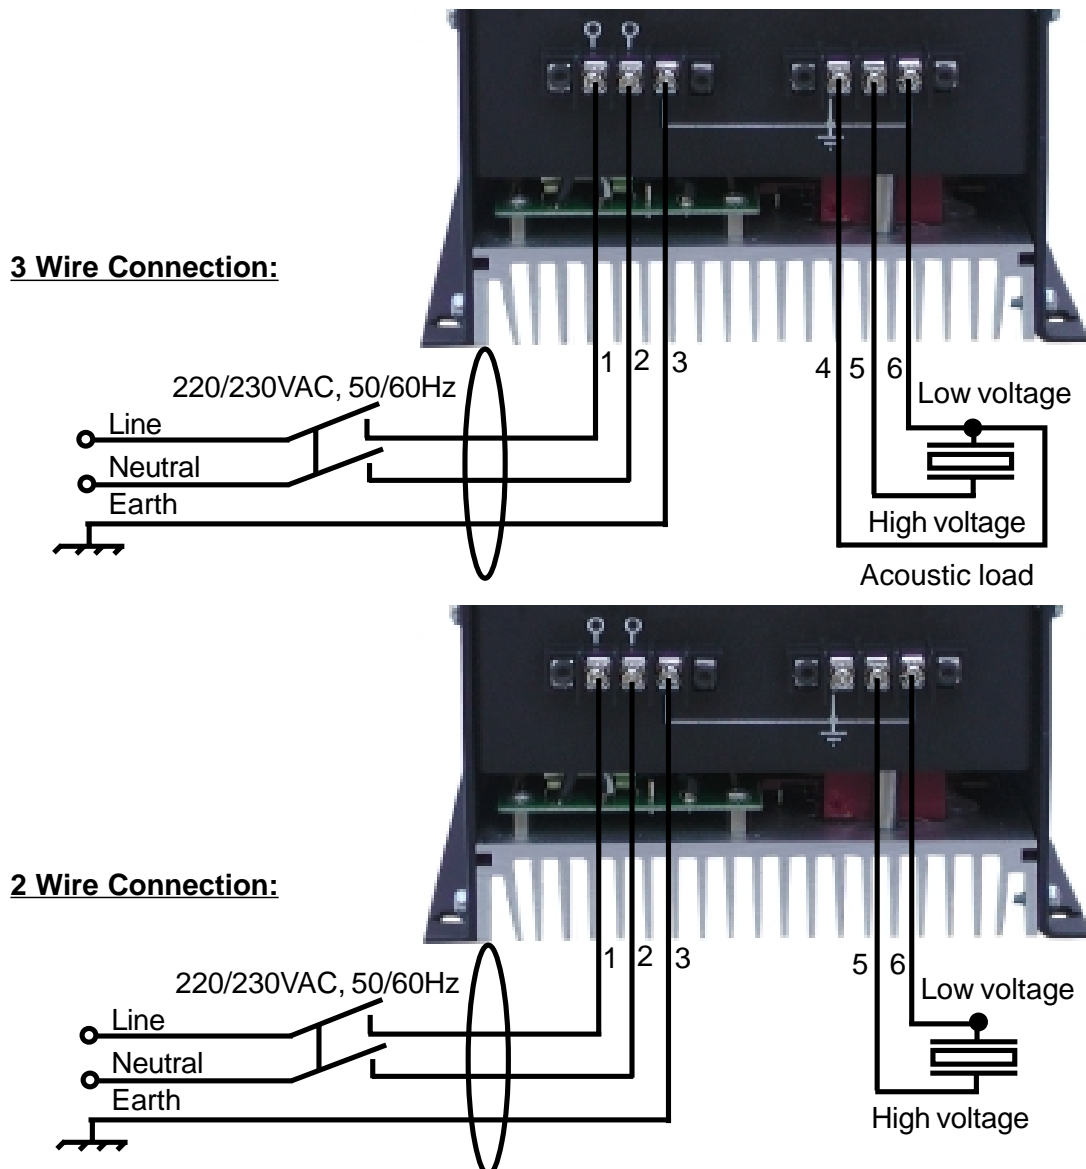 3 Wire Connection:
1 2 3 4 5 6
220/230VAC, 50/60Hz
Low voltage
Line
Neutral
Earth
High voltage
Acoustic load
2 Wire Connection:
1 2 3 5 6
220/230VAC, 50/60Hz
Low voltage
Line
Neutral
Earth
High voltage